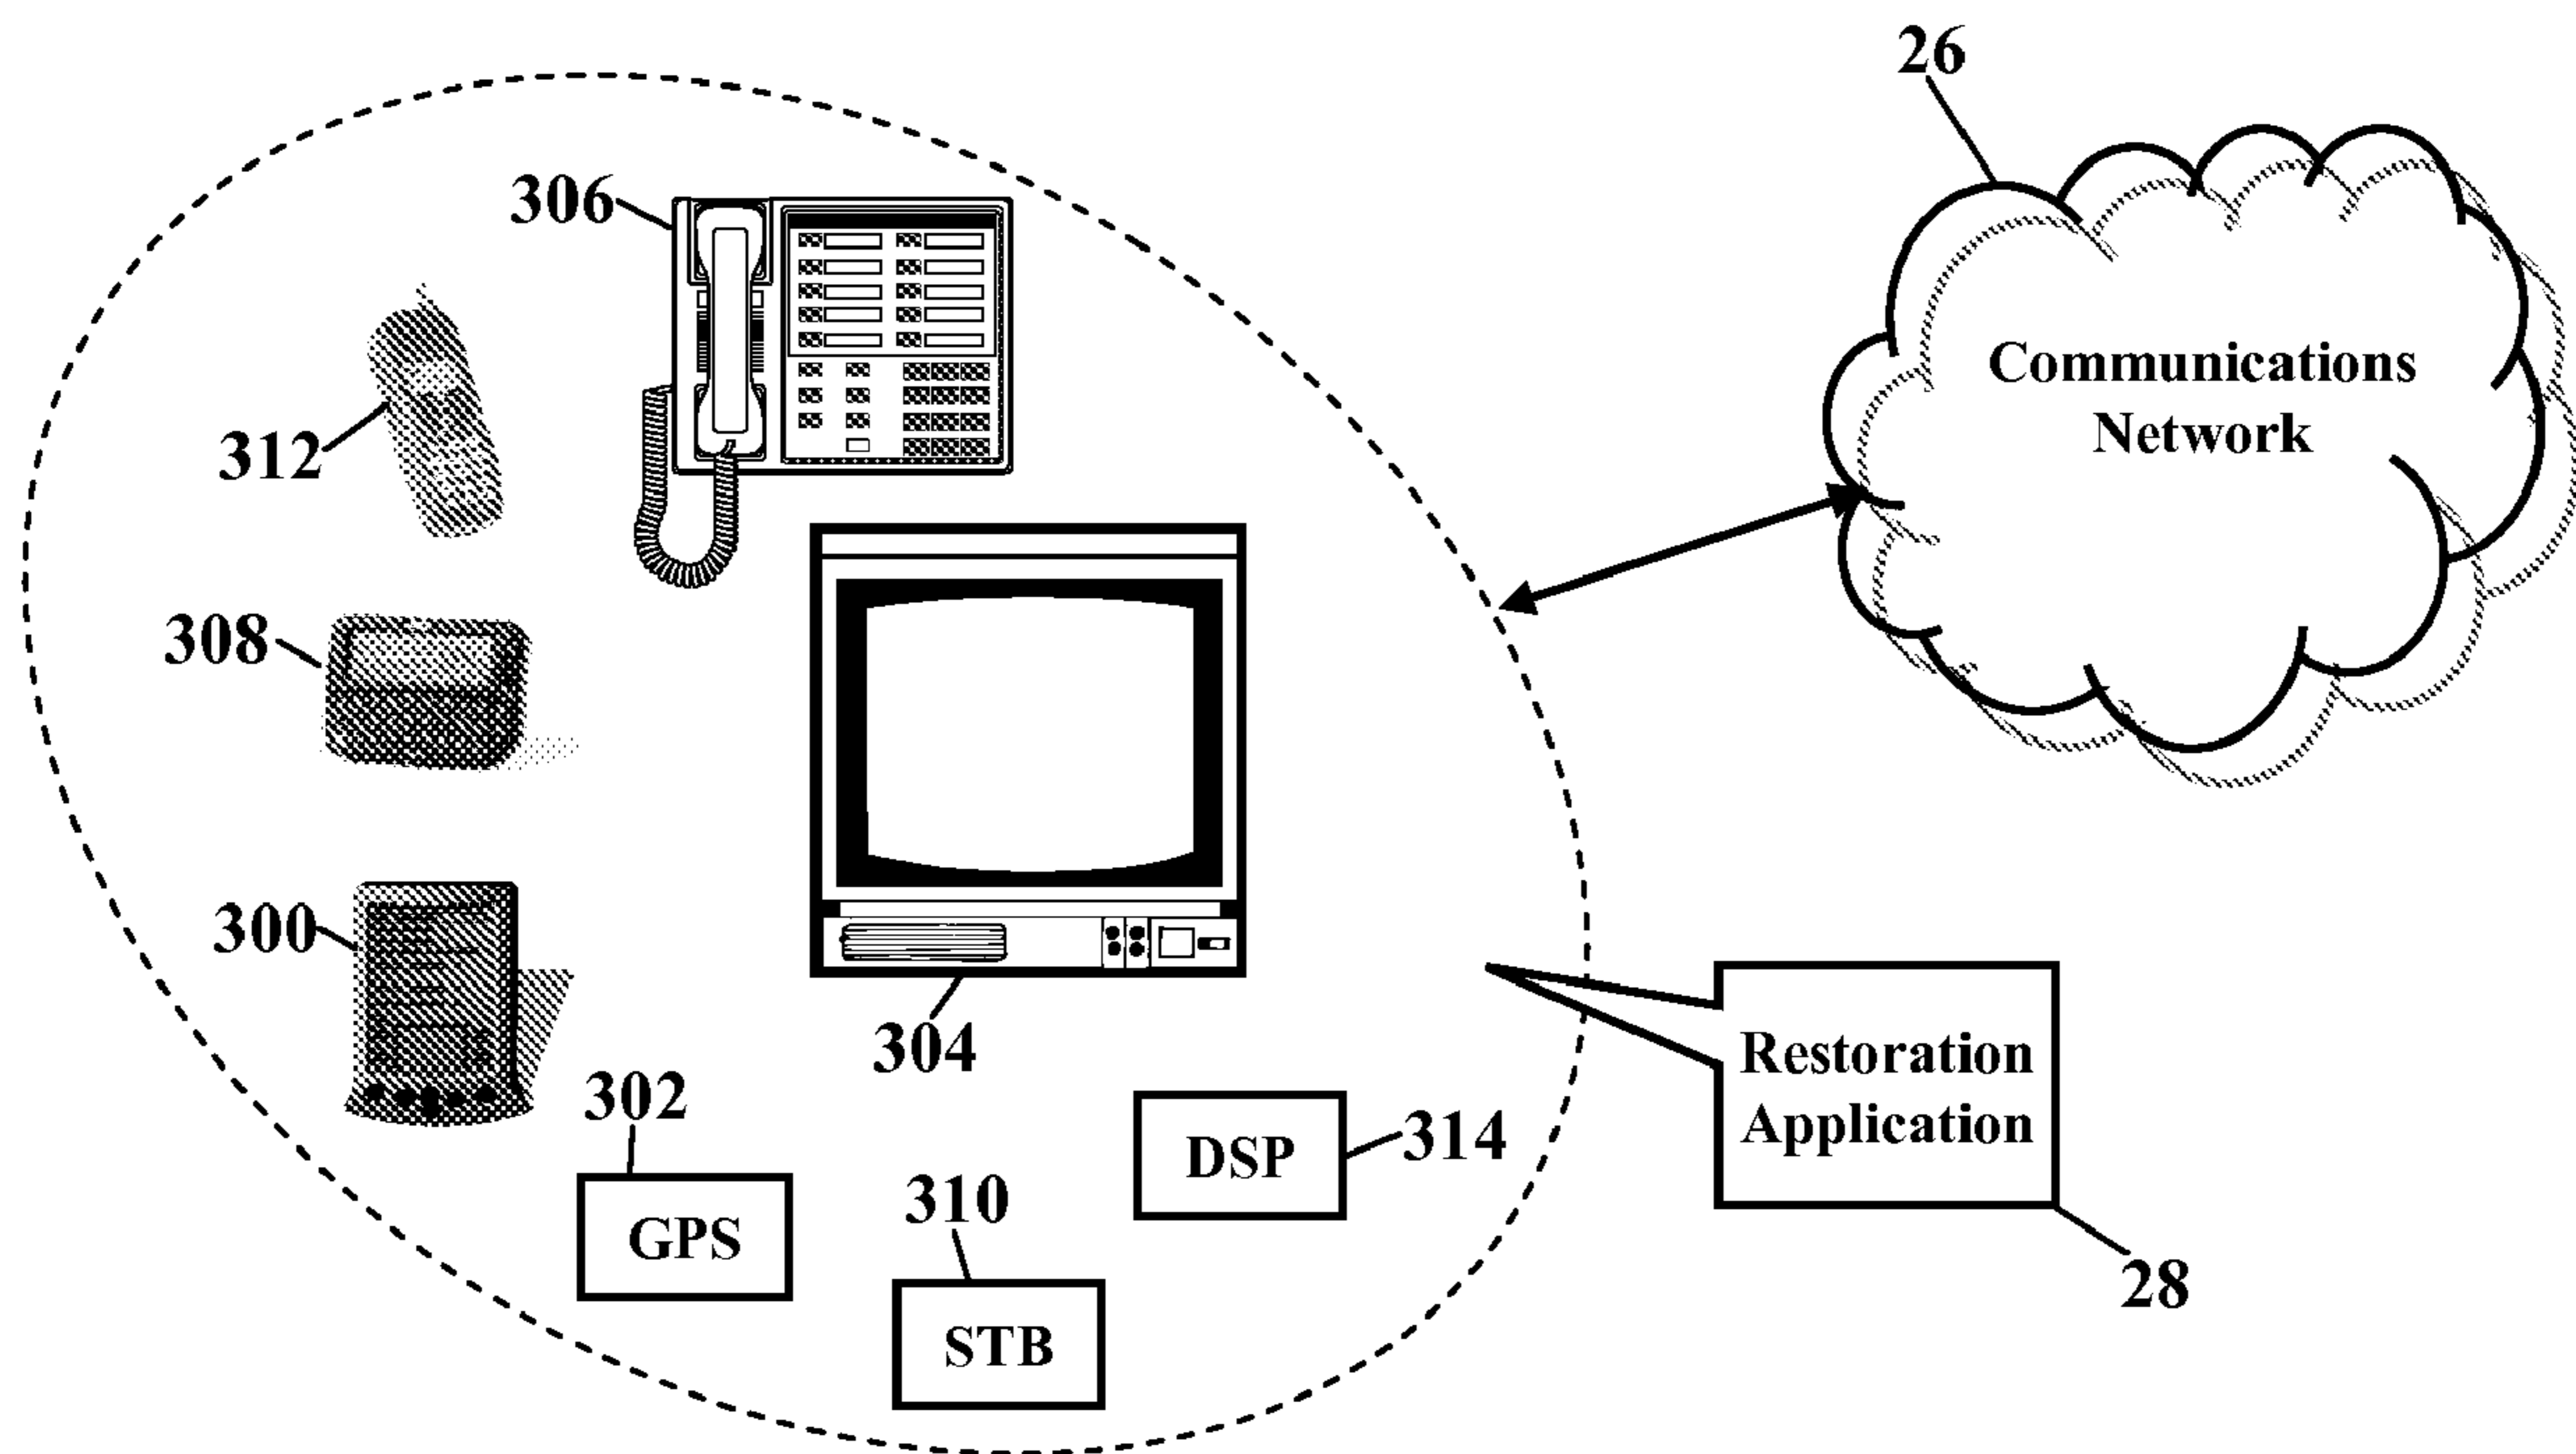 26
306
Communications
Network
312
308
300
304
Restoration
Application
302
314
DSP
310
GPS
28
STB